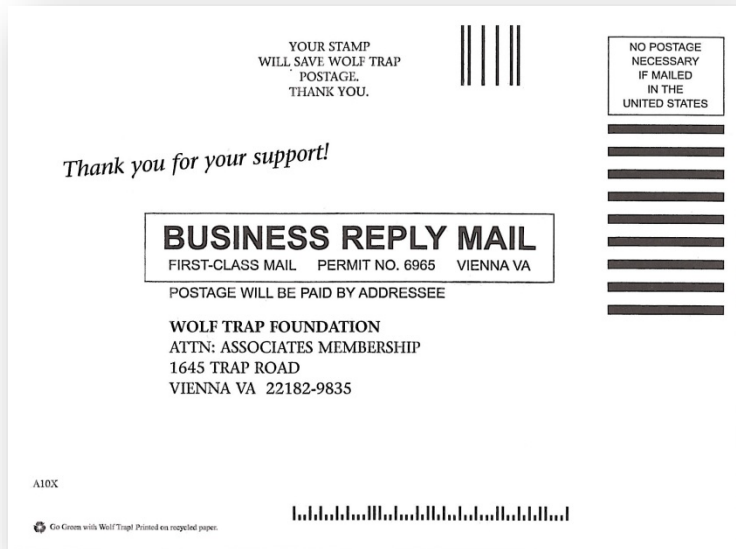 YOUR STAMP
WILL SAVE WOLF TRAP
POSTAGE.
THANK YOU.
NO POSTAGE
NECESSARY
IF MAILED
IN THE
UNITED STATES
Thank you for your support!
BUSINESS REPLY MAIL
FIRST-CLASS MAIL PERMIT NO. 6965 VIENNA VA
POSTAGE WILL BE PAID BY ADDRESSEE
WOLF TRAP FOUNDATION
ATTN: ASSOCIATES MEMBERSHIP
1645 TRAP ROAD
VIENNA VA 22182-9835
A10X
Go Green with Wolf Trap! Printed on recycled paper.